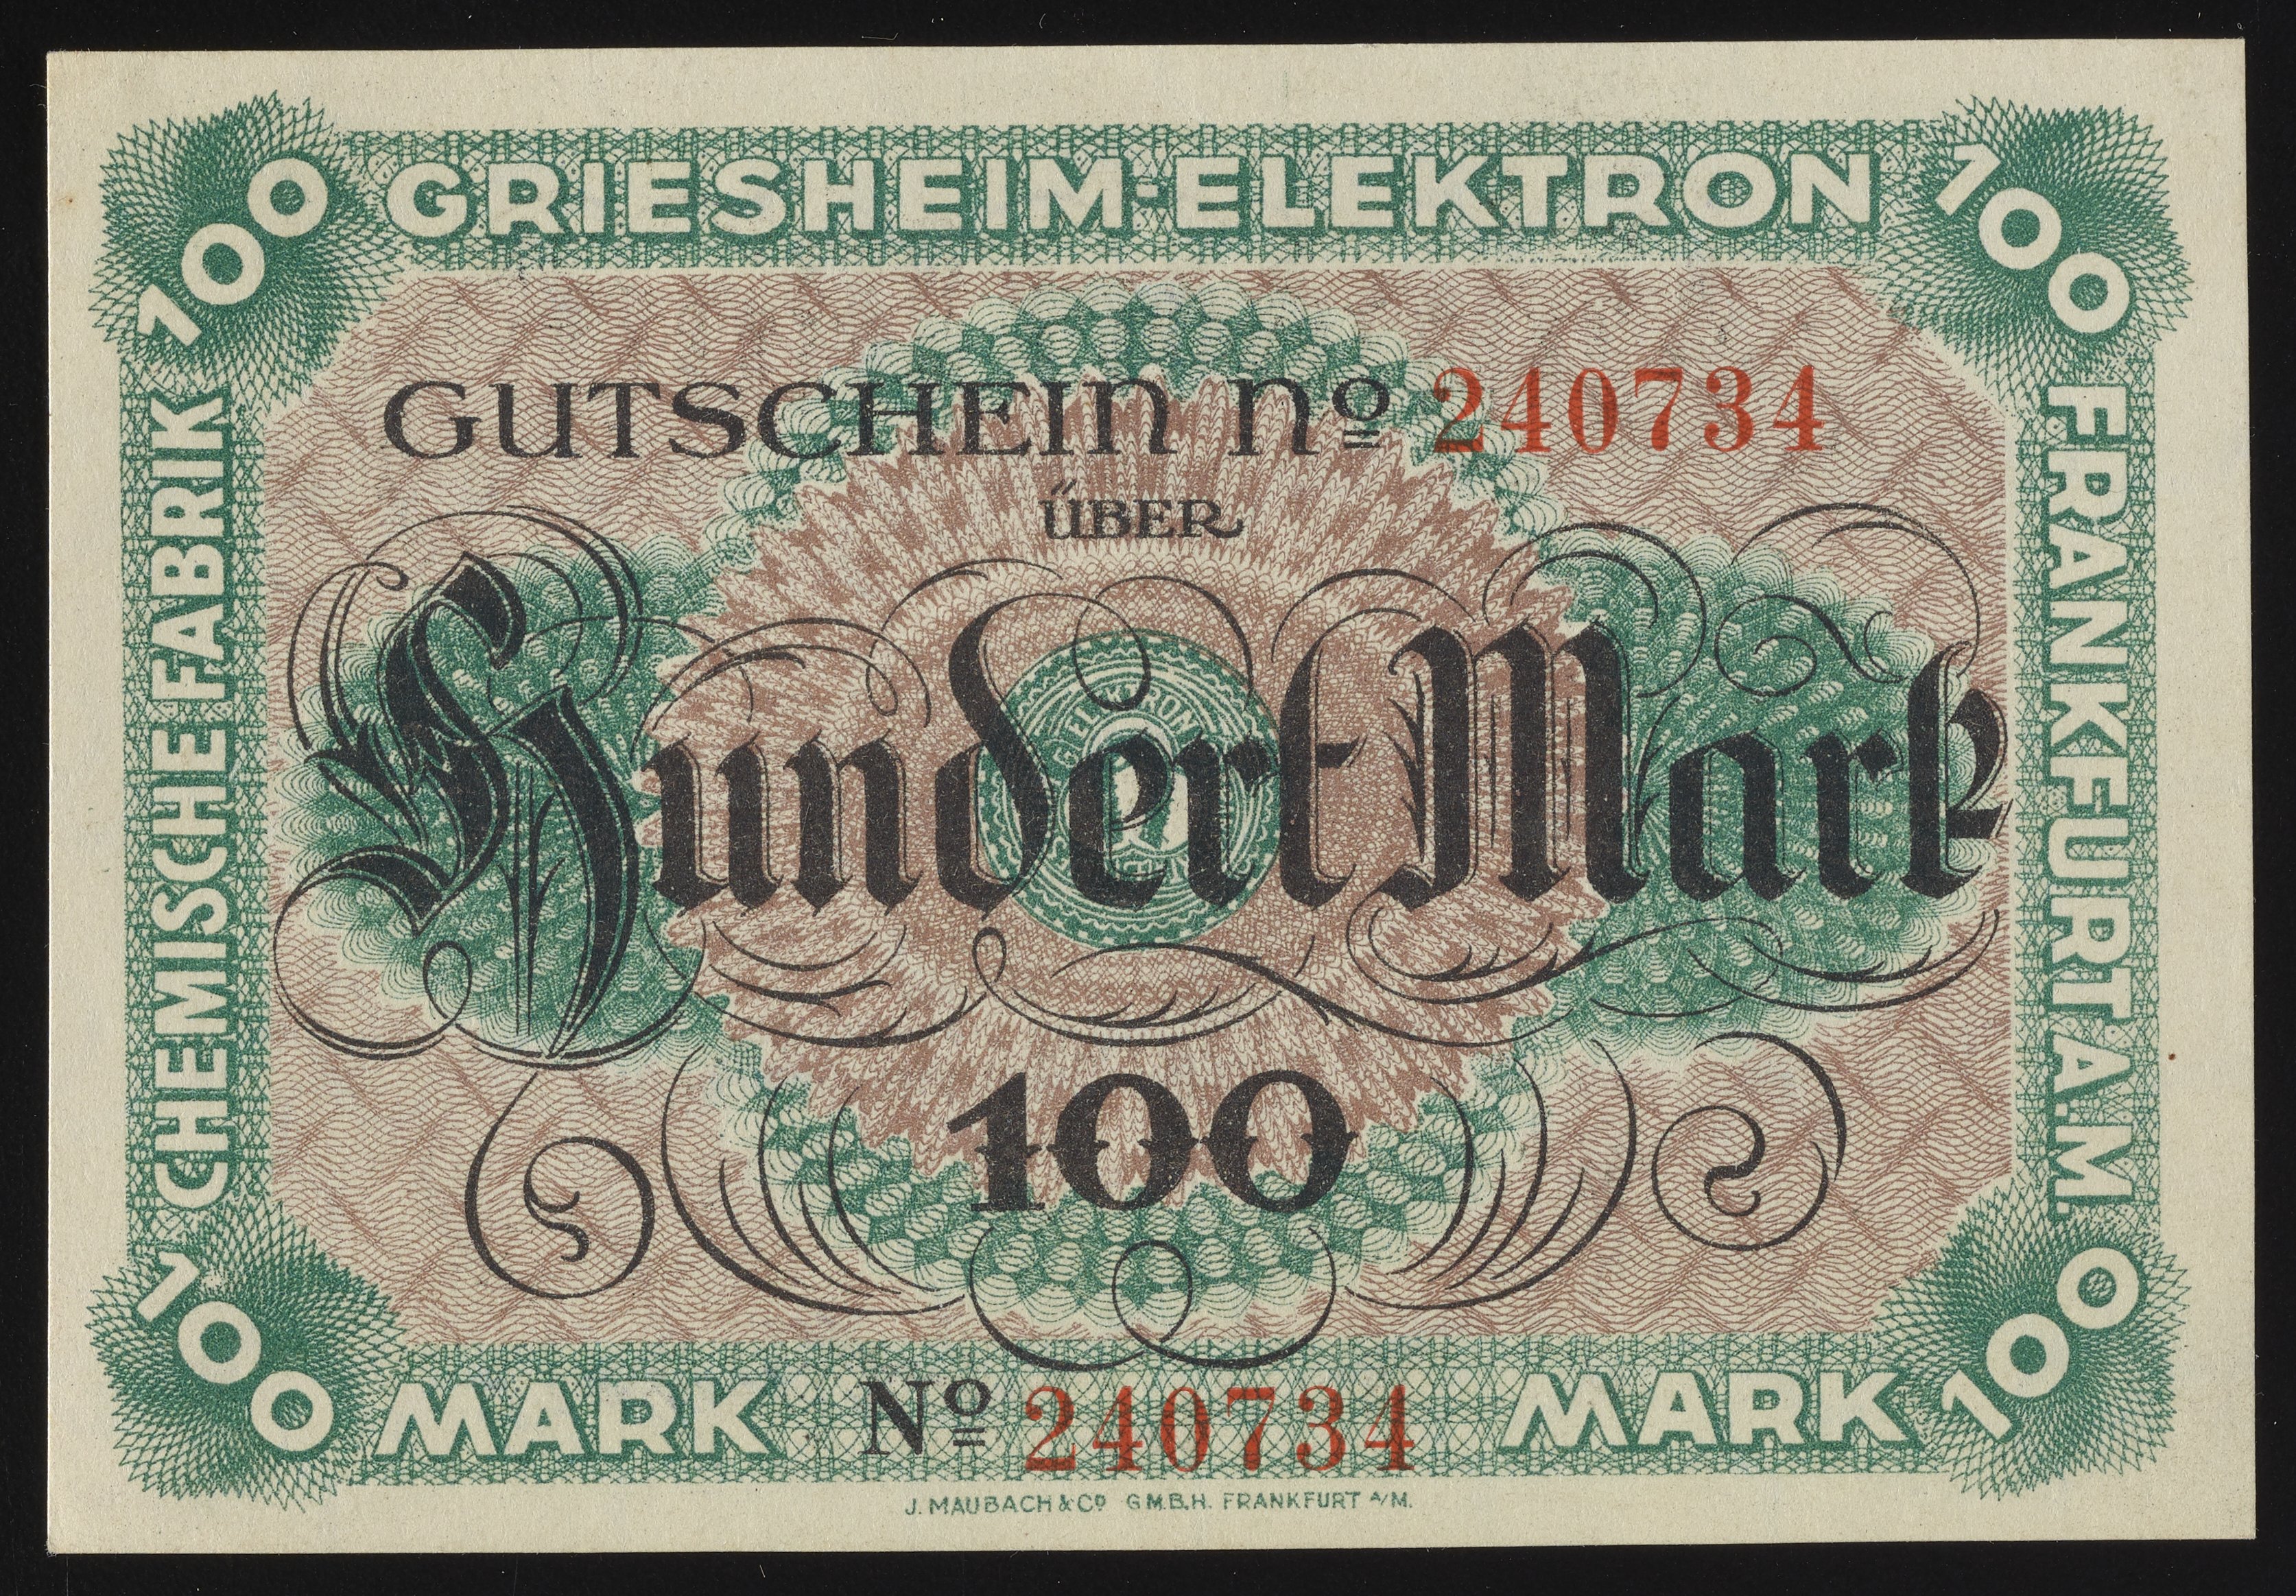 100 GRIESHEIM-ELEKTRON 100
CHEMISCHE FABRIK
FRANKFURT A.M.
GUTSCHEIN No 240734
ÜBER
Hundert Mark
100
100 MARK No 240734 MARK 100
J. MAUBACH & Co G.M.B.H. FRANKFURT A/M.